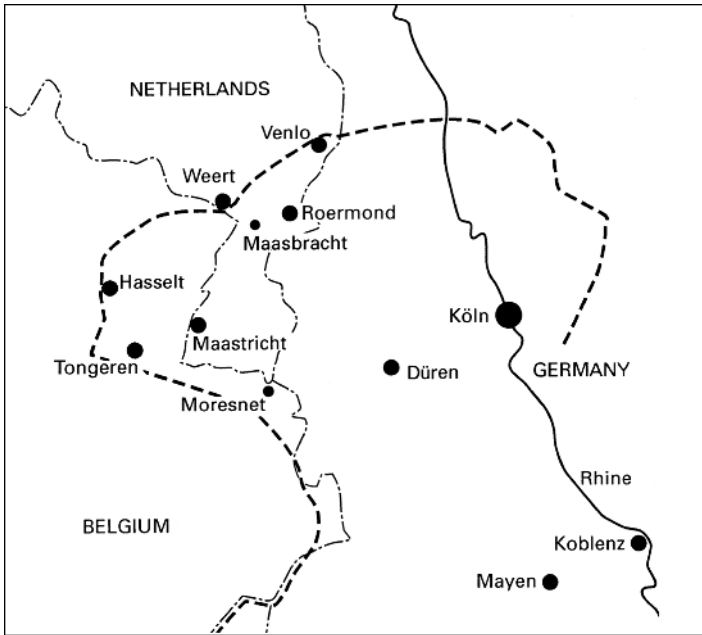 NETHERLANDS
Venlo
Weert
Roermond
Maasbracht
Hasselt
Maastricht
Köln
Tongeren
Düren
GERMANY
Moresnet
Rhine
BELGIUM
Koblenz
Mayen